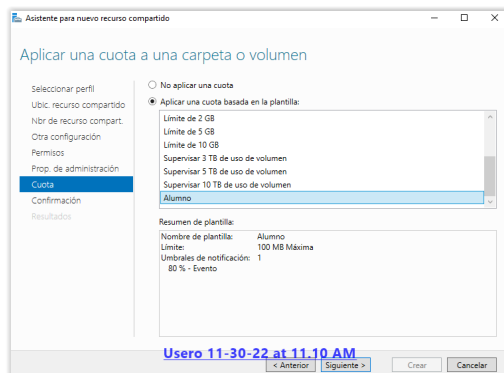 Asistente para nuevo recurso compartido
Aplicar una cuota a una carpeta o volumen
Seleccionar perfil
Ubic. recurso compartido
Nbr de recurso compart.
Otra configuración
Permisos
Prop. de administración
Cuota
Confirmación
Resultados
No aplicar una cuota
Aplicar una cuota basada en la plantilla:
Límite de 2 GB
Límite de 5 GB
Límite de 10 GB
Supervisar 3 TB de uso de volumen
Supervisar 5 TB de uso de volumen
Supervisar 10 TB de uso de volumen
Alumno
Resumen de plantilla:
Nombre de plantilla: Alumno
Límite: 100 MB Máxima
Umbrales de notificación: 1
80 % - Evento
Usero 11-30-22 at 11.10 AM
< Anterior Siguiente > Crear Cancelar